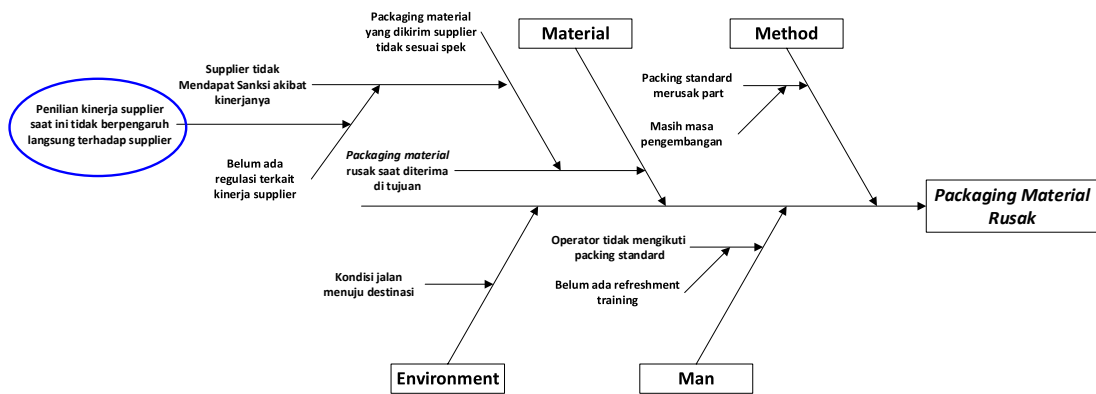 Packaging material
yang dikirim supplier
tidak sesuai spek
Material
Method
Supplier tidak
Mendapat Sanksi akibat
kinerjanya
Packing standard
merusak part
Penilian kinerja supplier
saat ini tidak berpengaruh
langsung terhadap supplier
Masih masa
pengembangan
Belum ada
regulasi terkait
kinerja supplier
Packaging material
rusak saat diterima
di tujuan
Packaging Material
Rusak
Operator tidak mengikuti
packing standard
Kondisi jalan
menuju destinasi
Belum ada refreshment
training
Environment
Man